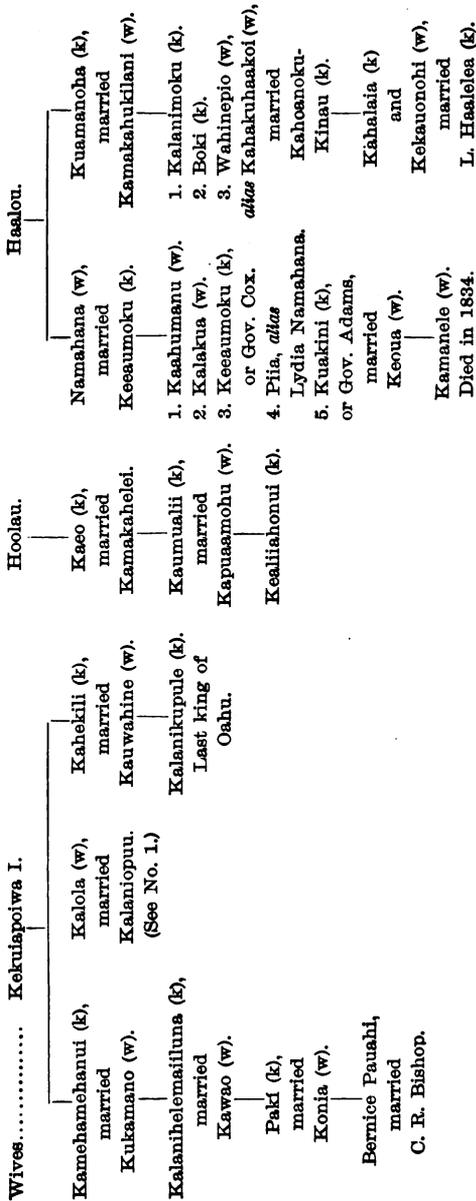 Wives............... Kekuiapoiwa I.
Kamehamehanui (k),
married
Kukamano (w).
Kalanihelemaiiluna (k),
married
Kawao (w).
Paki (k),
married
Konia (w).
Bernice Pauahi,
married
C. R. Bishop.
Kalola (w),
married
Kalaniopuu.
(See No. 1.)
Kahekili (k),
married
Kauwahine (w).
Kalanikupule (k).
Last king of
Oahu.
Hoolau.
Kaeo (k),
married
Kamakahelei.
Kaumualii (k),
married
Kapuaamohu (w).
Kealiiahonui (k).
Haalou.
Namahana (w),
married
Keeaumoku (k).
1. Kaahumanu (w).
2. Kalakua (w).
3. Keeaumoku (k),
or Gov. Cox.
4. Piia, alias
Lydia Namahana.
5. Kuakini (k),
or Gov. Adams,
married
Keoua (w).
Kamanele (w).
Died in 1834.
Kuamanoha (k),
married
Kamakahukilani (w).
1. Kalanimoku (k).
2. Boki (k).
3. Wahinepio (w),
alias Kahakuhaakoi (w),
married
Kahoanoku-
Kinau (k).
Kahalaia (k)
and
Kekauonohi (w),
married
L. Haalelea (k).